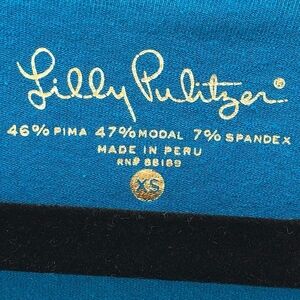 Lilly Pulitzer®
46% PIMA 47% MODAL 7% SPANDEX
MADE IN PERU
RN# 88189
XS